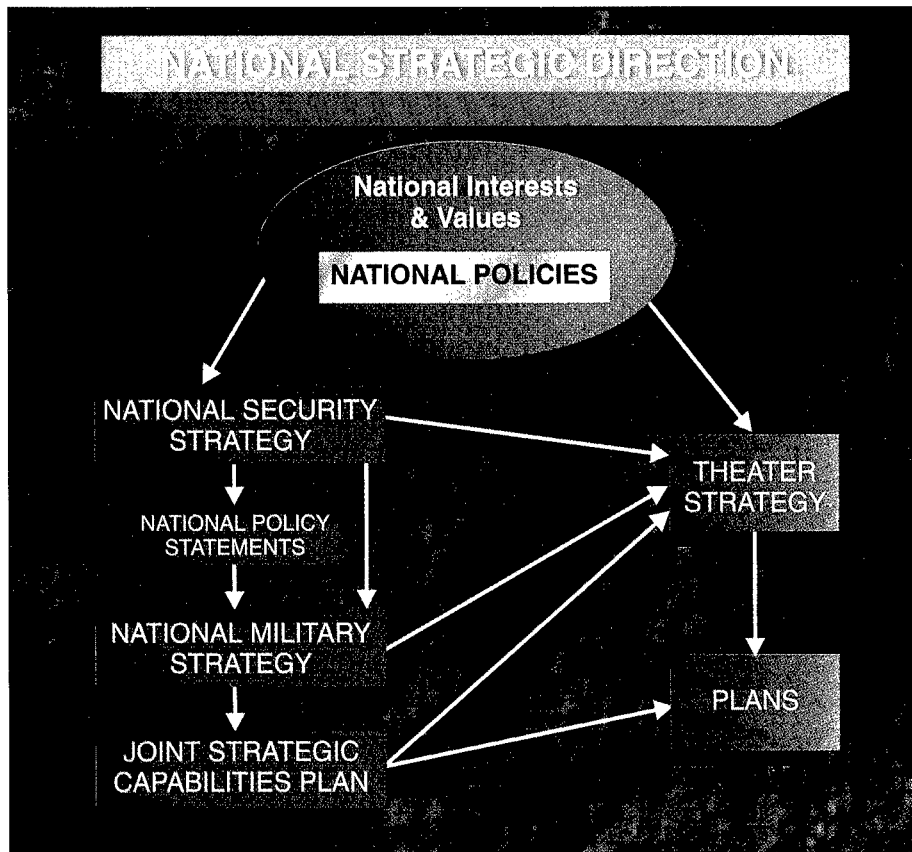 NATIONAL STRATEGIC DIRECTION
National Interests
& Values
NATIONAL POLICIES
NATIONAL SECURITY
STRATEGY
NATIONAL POLICY
STATEMENTS
NATIONAL MILITARY
STRATEGY
JOINT STRATEGIC
CAPABILITIES PLAN
THEATER
STRATEGY
PLANS